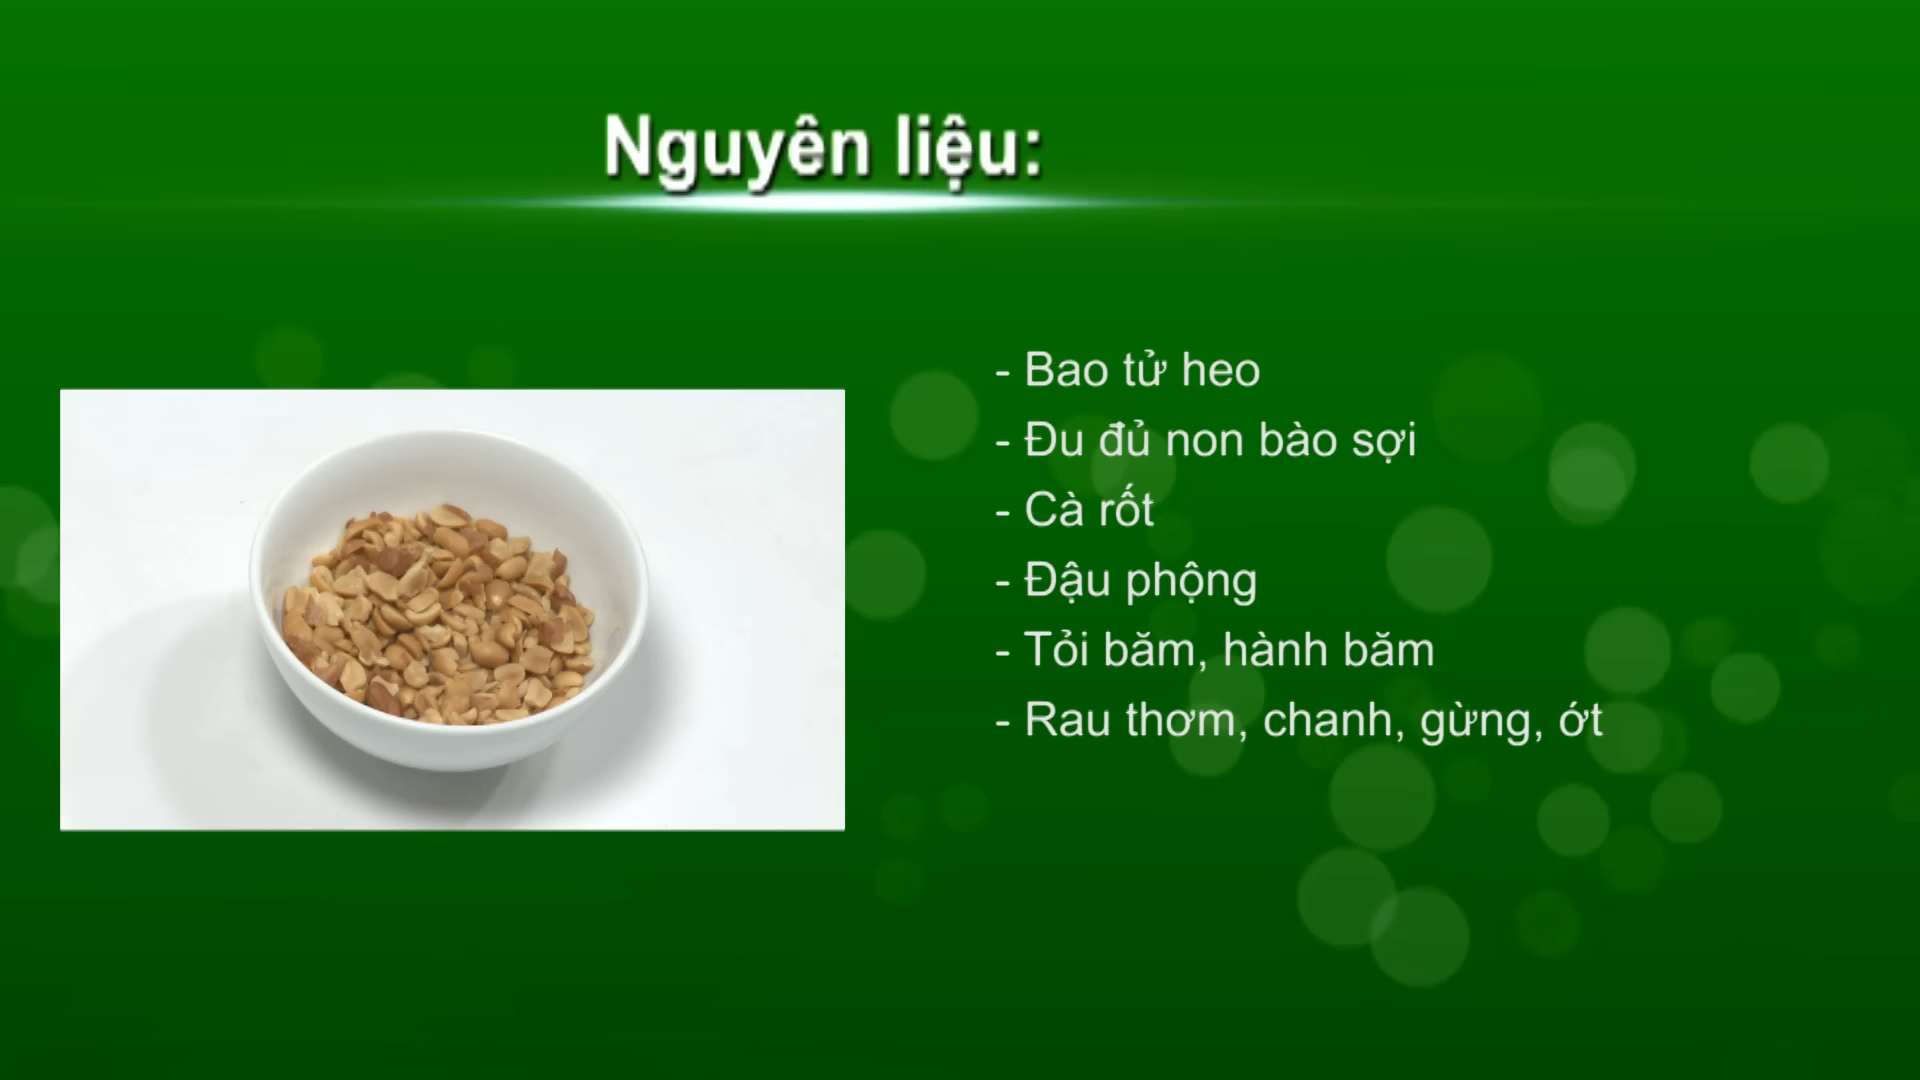 Nguyên liệu:
- Bao tử heo
- Đu đủ non bào sợi
- Cà rốt
- Đậu phộng
- Tỏi băm, hành băm
- Rau thơm, chanh, gừng, ớt